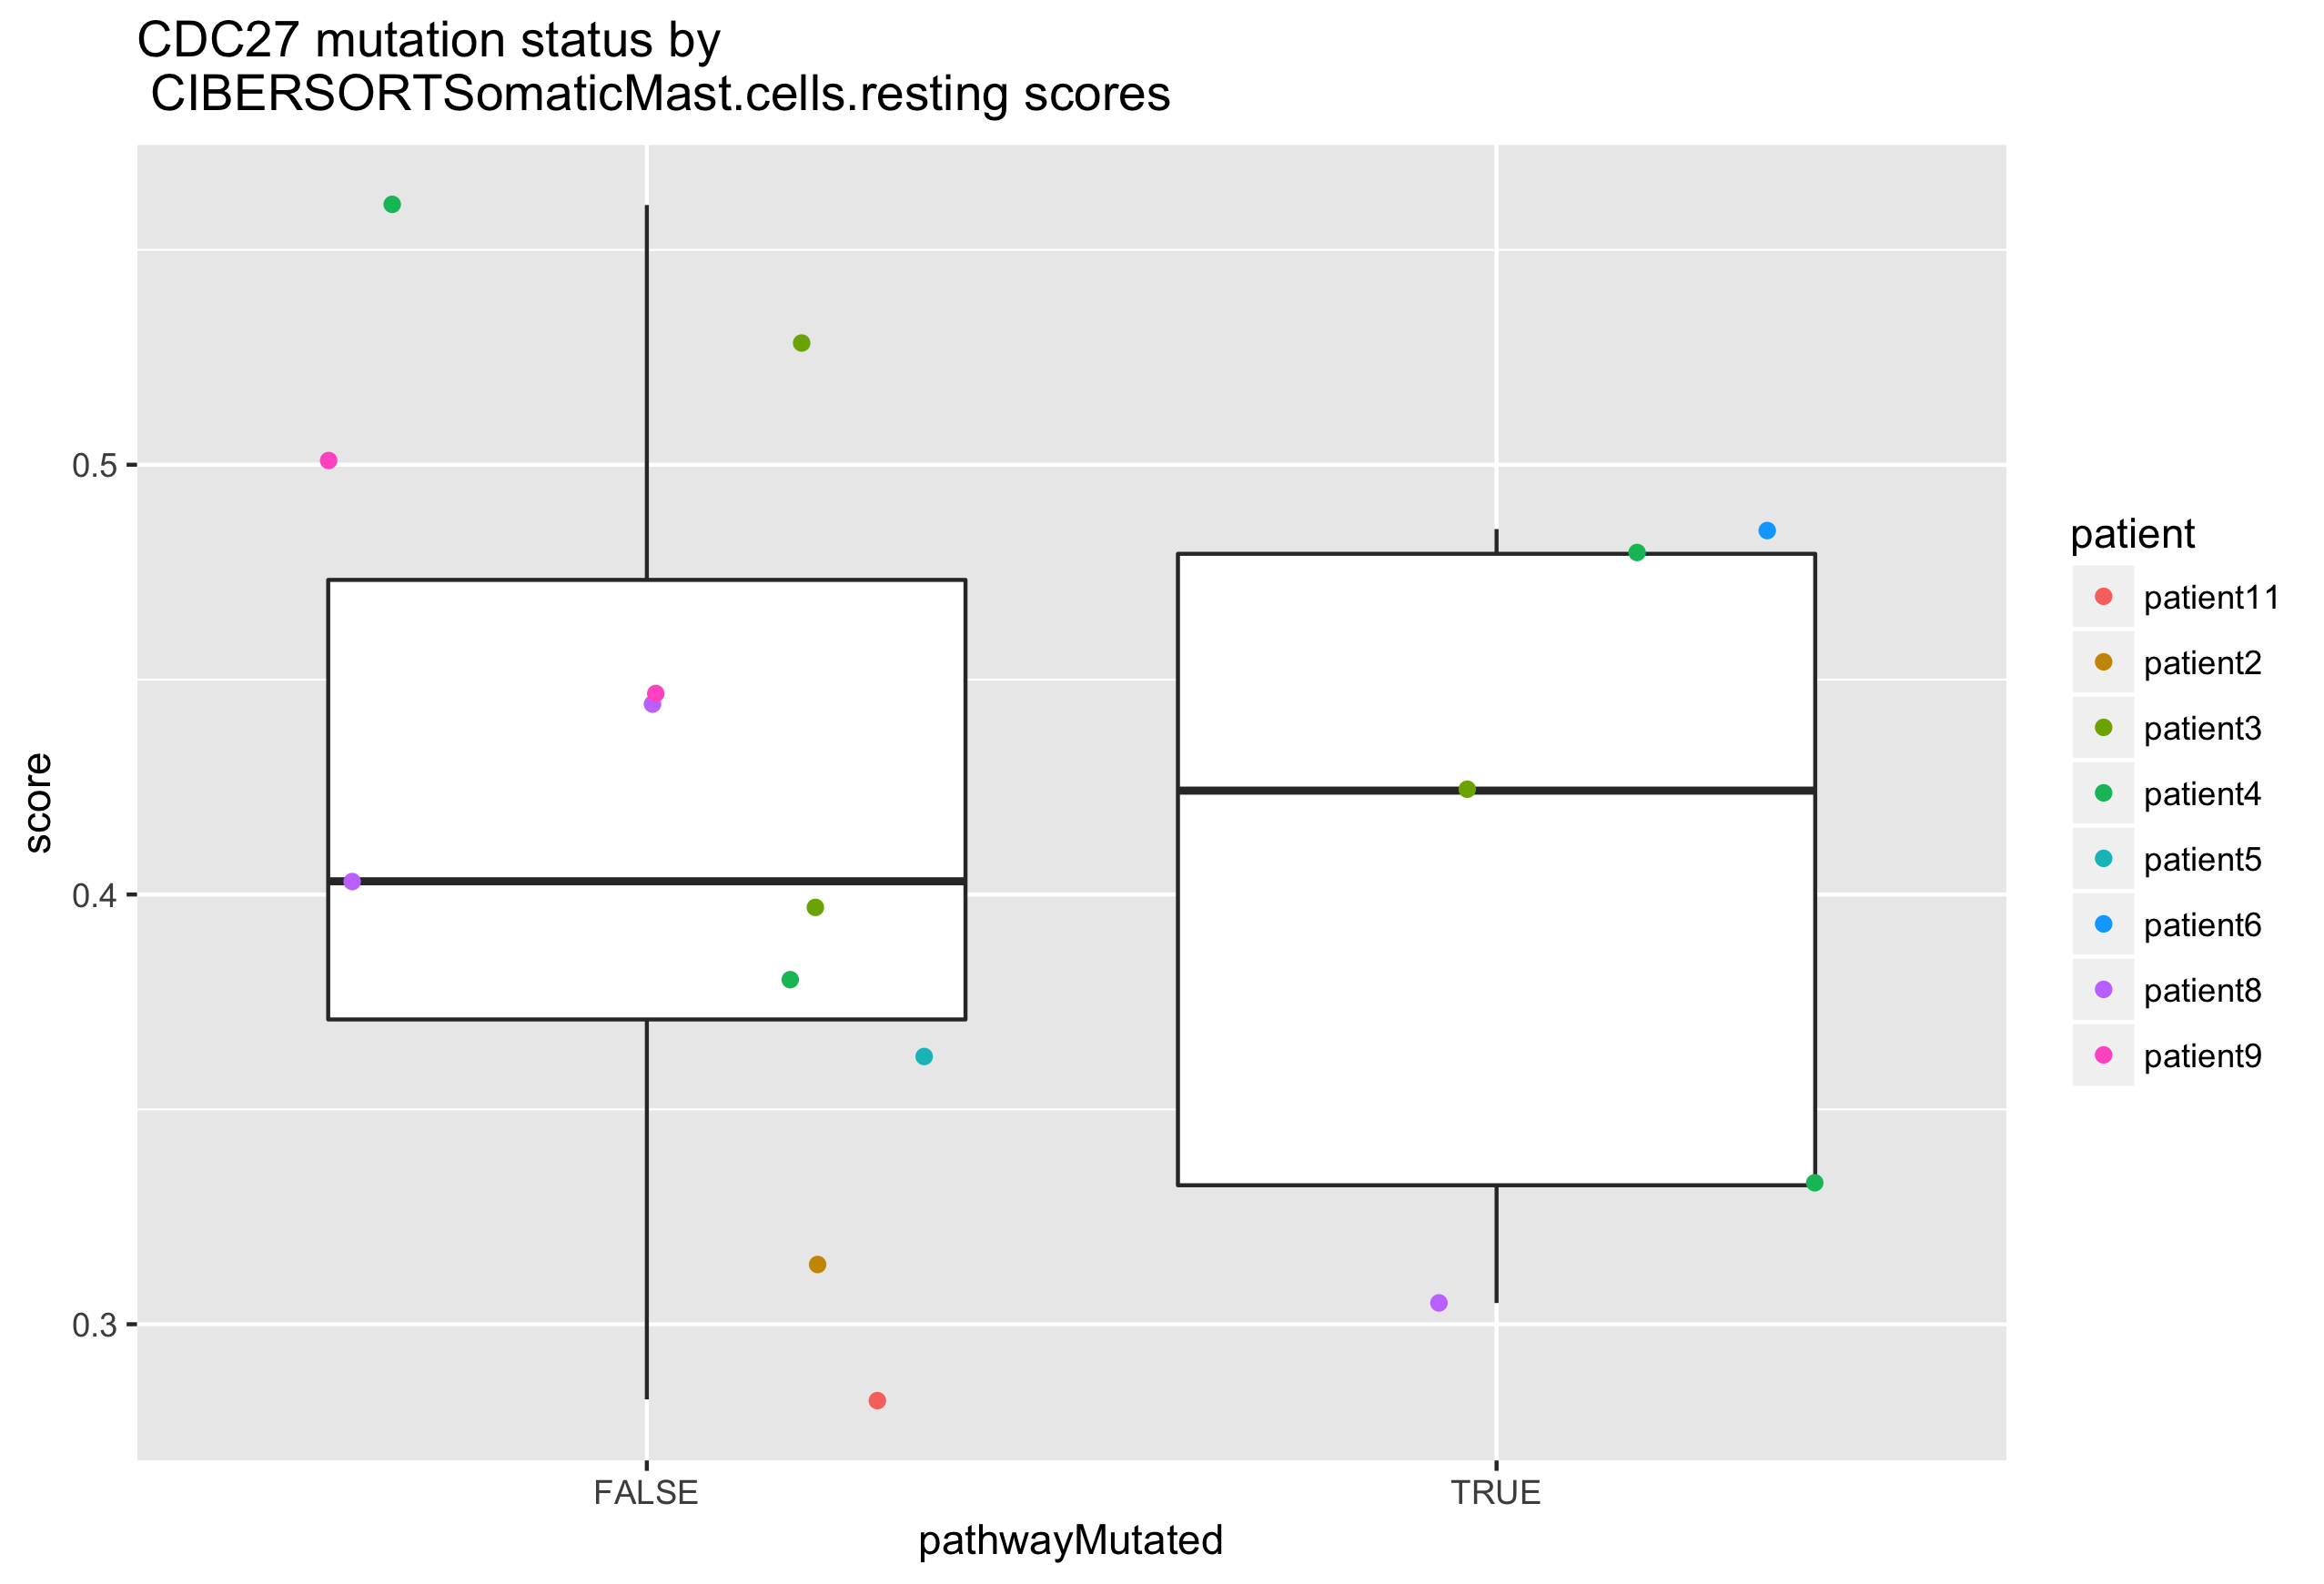 CDC27 mutation status by
CIBERSORTSomaticMast.cells.resting scores
score
0.5
0.4
0.3
FALSE
TRUE
pathwayMutated
patient
patient11
patient2
patient3
patient4
patient5
patient6
patient8
patient9